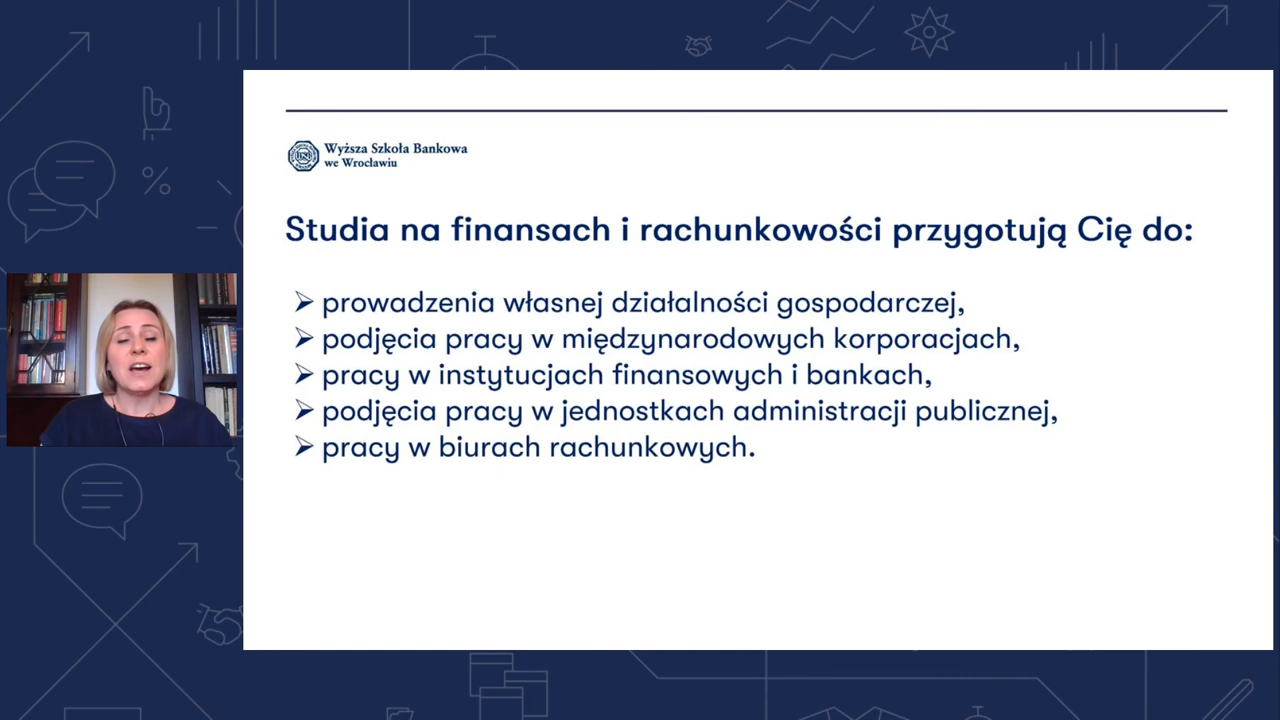 Wyższa Szkoła Bankowa
we Wrocławiu
Studia na finansach i rachunkowości przygotują Cię do:
➢ prowadzenia własnej działalności gospodarczej,
➢ podjęcia pracy w międzynarodowych korporacjach,
➢ pracy w instytucjach finansowych i bankach,
➢ podjęcia pracy w jednostkach administracji publicznej,
➢ pracy w biurach rachunkowych.
%